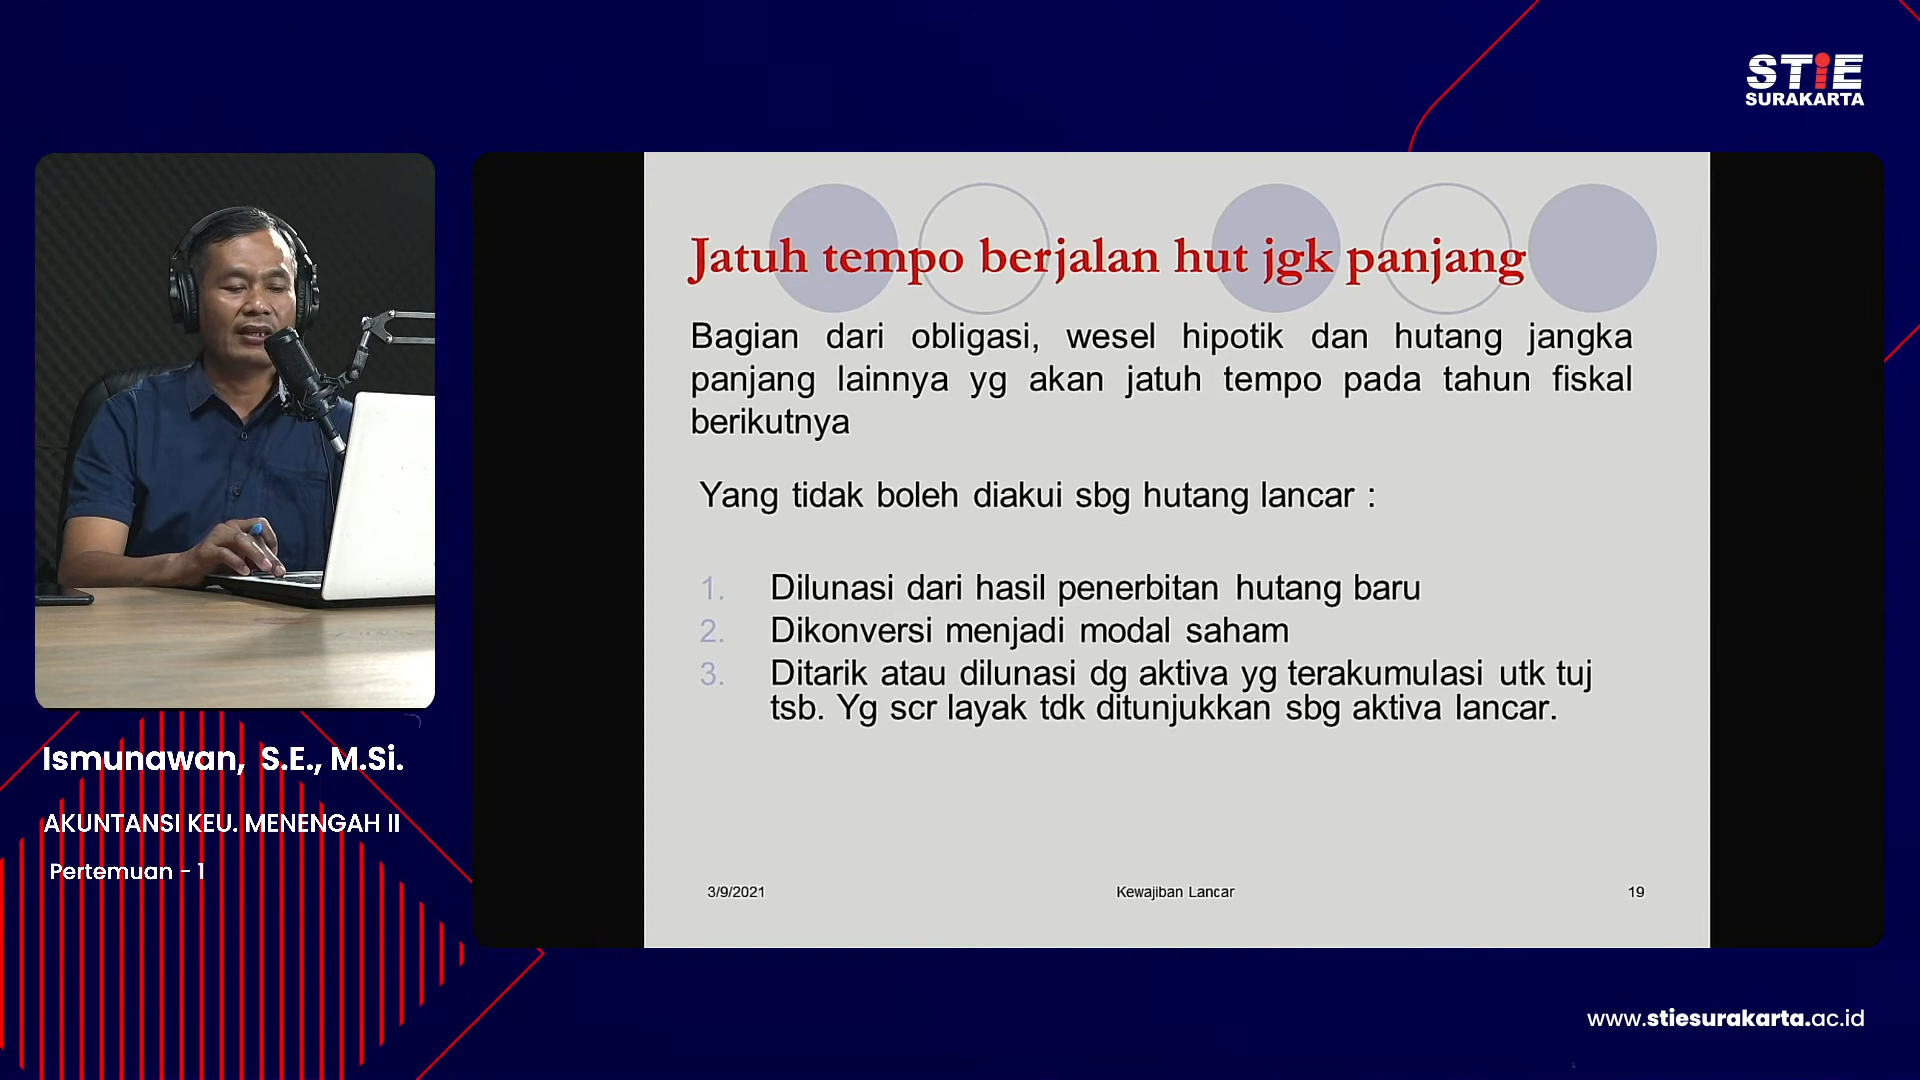 STiE
SURAKARTA
Jatuh tempo berjalan hut jgk panjang
Bagian dari obligasi, wesel hipotik dan hutang jangka
panjang lainnya yg akan jatuh tempo pada tahun fiskal
berikutnya
Yang tidak boleh diakui sbg hutang lancar :
1. Dilunasi dari hasil penerbitan hutang baru
2. Dikonversi menjadi modal saham
3. Ditarik atau dilunasi dg aktiva yg terakumulasi utk tuj
tsb. Yg scr layak tdk ditunjukkan sbg aktiva lancar.
3/9/2021 Kewajiban Lancar 19
Ismunawan, S.E., M.Si.
AKUNTANSI KEU. MENENGAH II
Pertemuan - 1
www.stiesurakarta.ac.id